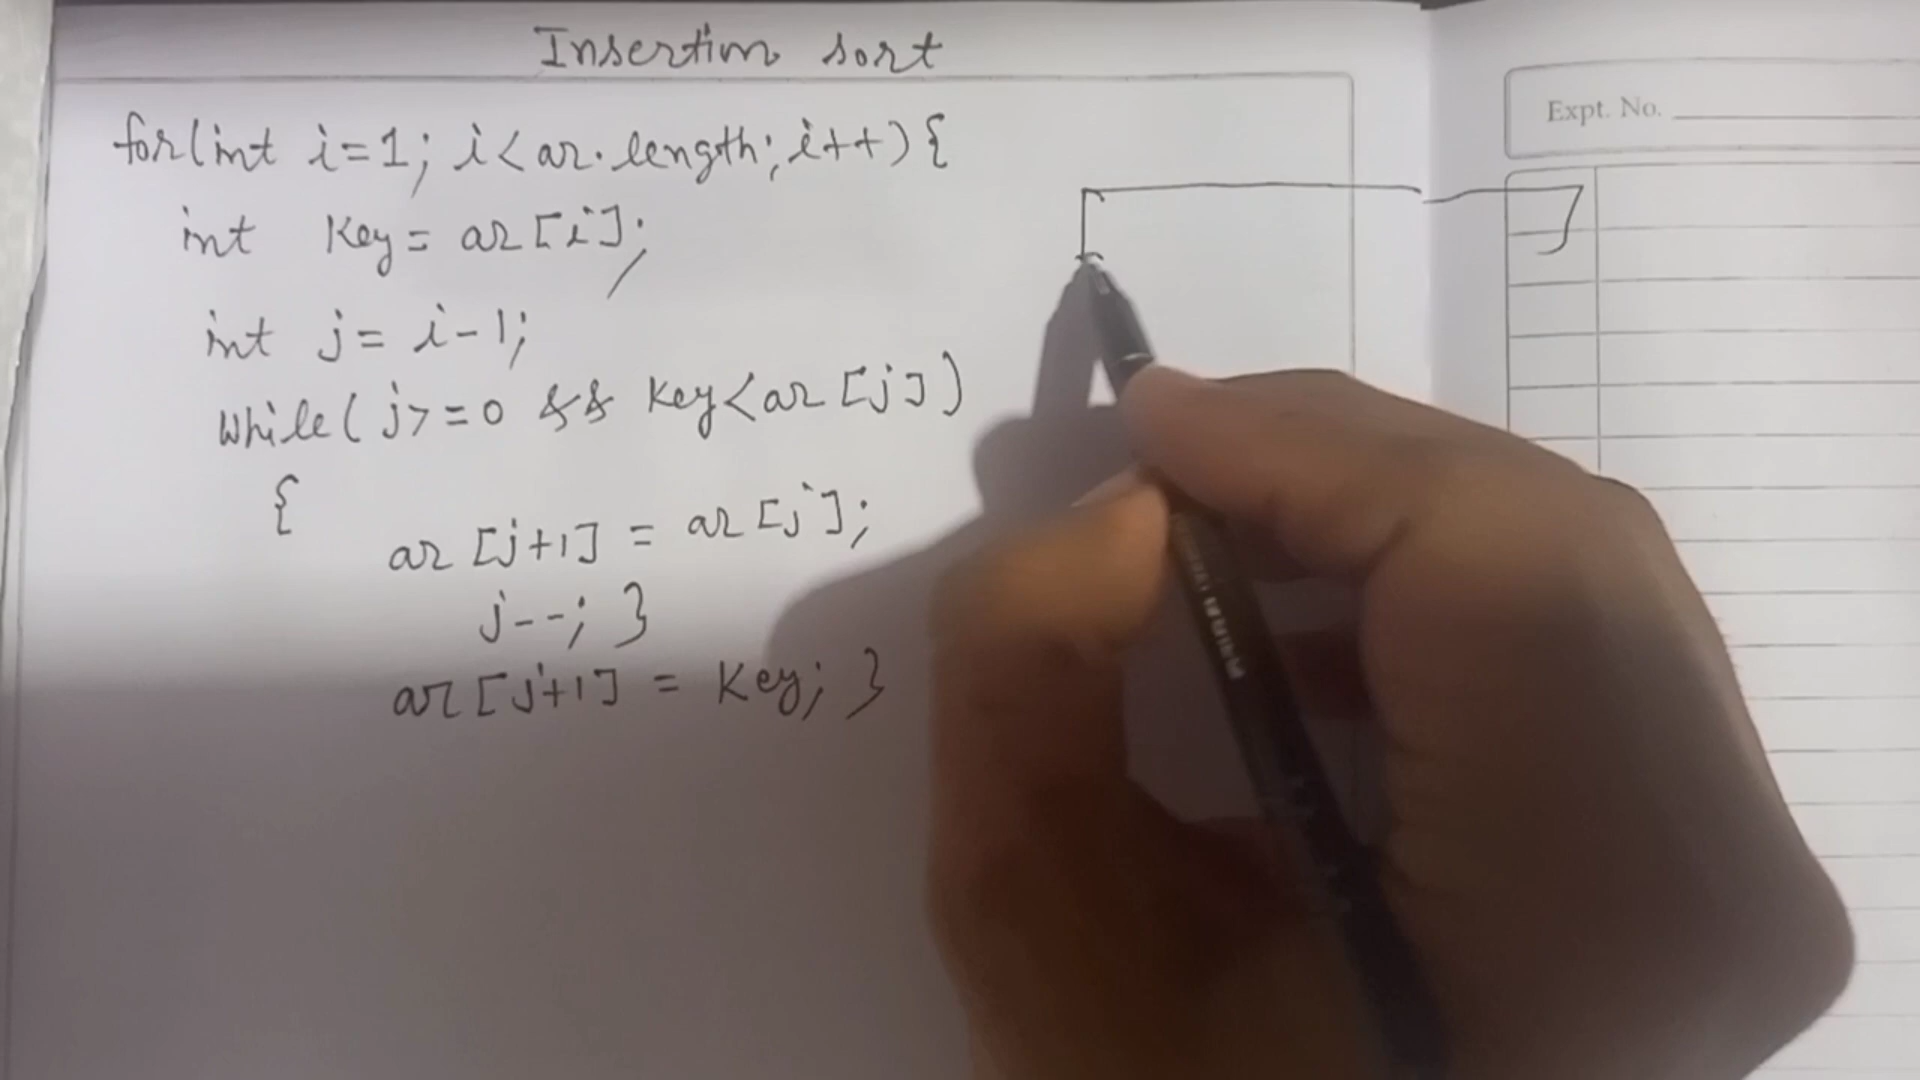 Insertion sort
for(int i=1; i<ar.length; i++){
int Key= ar[i];
int j= i-1;
While( j>=0 && Key<ar[j])
{
ar[j+1] = ar[j];
j--; }
ar[j+1] = Key; }
Expt. No.